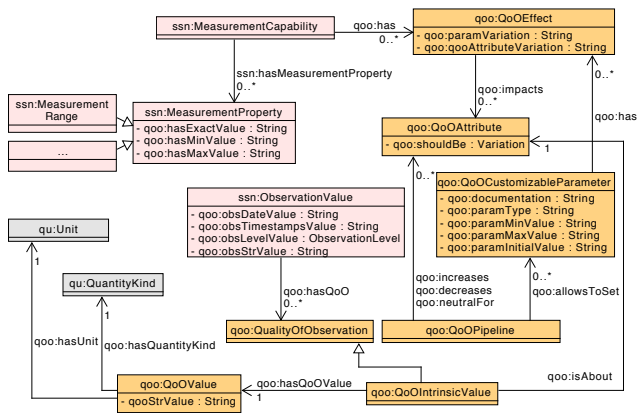 ssn:MeasurementCapability
qoo:has
0..*
qoo:QoOEffect
- qoo:paramVariation : String
- qoo:qooAttributeVariation : String
ssn:hasMeasurementProperty
0..*
qoo:impacts
0..*
0..*
qoo:has
ssn:Measurement
Range
...
ssn:MeasurementProperty
- qoo:hasExactValue : String
- qoo:hasMinValue : String
- qoo:hasMaxValue : String
qoo:QoOAttribute
- qoo:shouldBe : Variation
1
0..*
qoo:QoOCustomizableParameter
- qoo:documentation : String
- qoo:paramType : String
- qoo:paramMinValue : String
- qoo:paramMaxValue : String
- qoo:paramInitialValue : String
ssn:ObservationValue
- qoo:obsDateValue : String
- qoo:obsTimestampsValue : String
- qoo:obsLevelValue : ObservationLevel
- qoo:obsStrValue : String
qu:Unit
1
qu:QuantityKind
1
qoo:hasQoO
0..*
qoo:increases
qoo:decreases
qoo:neutralFor
0..*
qoo:allowsToSet
qoo:QualityOfObservation
qoo:QoOPipeline
qoo:hasUnit
qoo:hasQuantityKind
qoo:isAbout
qoo:QoOValue
- qooStrValue : String
qoo:hasQoOValue
1
qoo:QoOIntrinsicValue